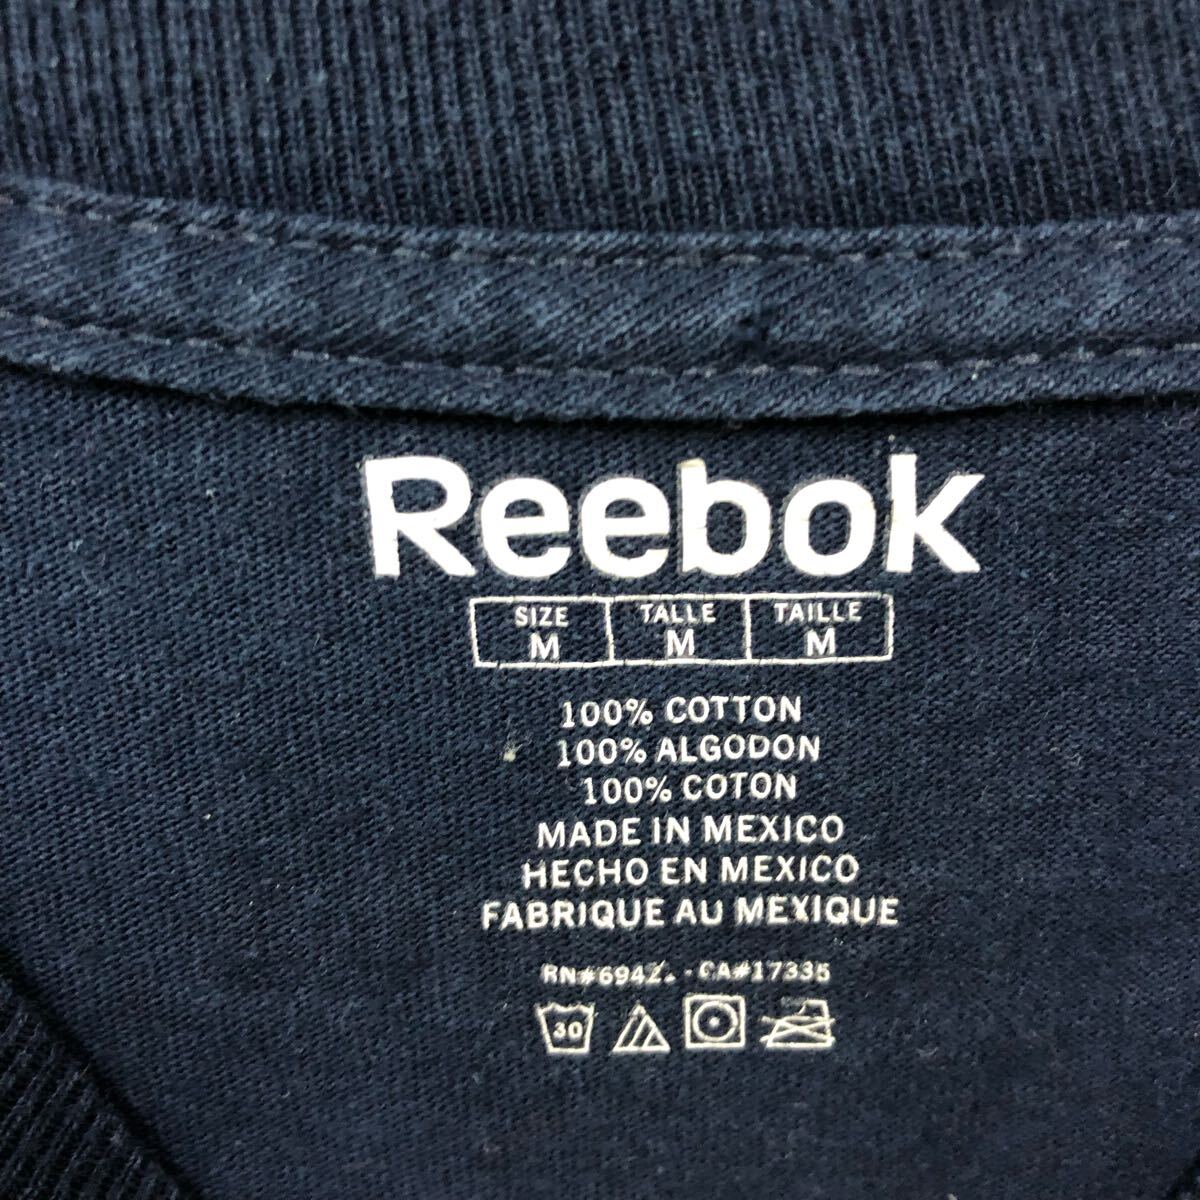 Reebok
SIZE TALLE TAILLE
M M M
100% COTTON
100% ALGODON
100% COTON
MADE IN MEXICO
HECHO EN MEXICO
FABRIQUE AU MEXIQUE
CA#17335
30